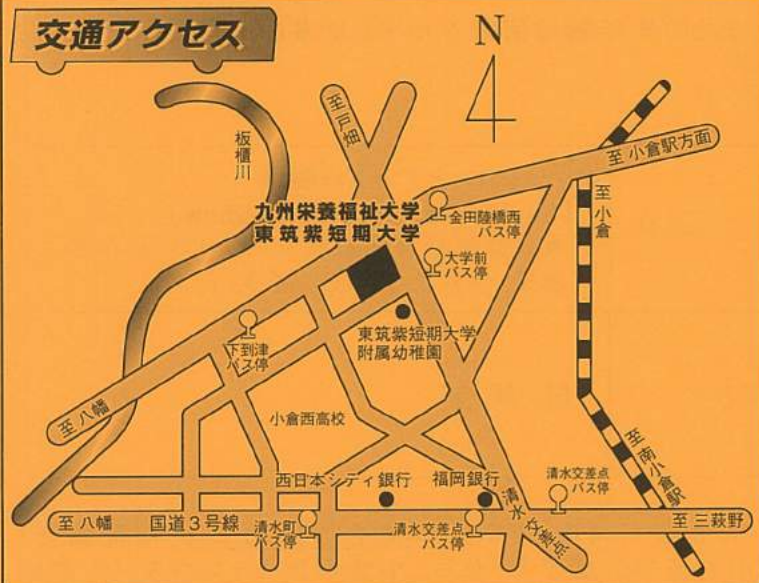 交通アクセス
N
至戸畑
板櫃川
至 小倉駅方面
至小倉
九州栄養福祉大学
東筑紫短期大学
金田陸橋西
バス停
大学前
バス停
東筑紫短期大学
附属幼稚園
下到津
バス停
至 八幡
小倉西高校
至南小倉駅
西日本シティ銀行
福岡銀行
清水交差点
バス停
至 八幡
国道3号線
清水町
バス停
清水交差点
バス停
清水交差点
至 三萩野